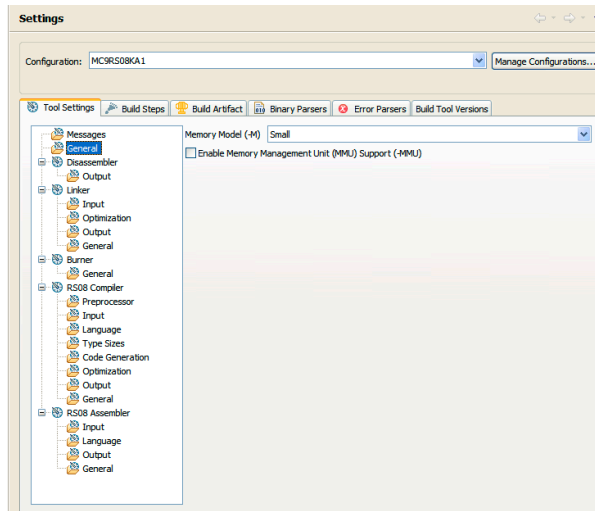 Settings
Configuration: MC9RS08KA1 Manage Configurations...
Tool Settings Build Steps Build Artifact Binary Parsers Error Parsers Build Tool Versions
Messages
General
Disassembler
Output
Linker
Input
Optimization
Output
General
Burner
General
RS08 Compiler
Preprocessor
Input
Language
Type Sizes
Code Generation
Optimization
Output
General
RS08 Assembler
Input
Language
Output
General
Memory Model (-M) Small
Enable Memory Management Unit (MMU) Support (-MMU)